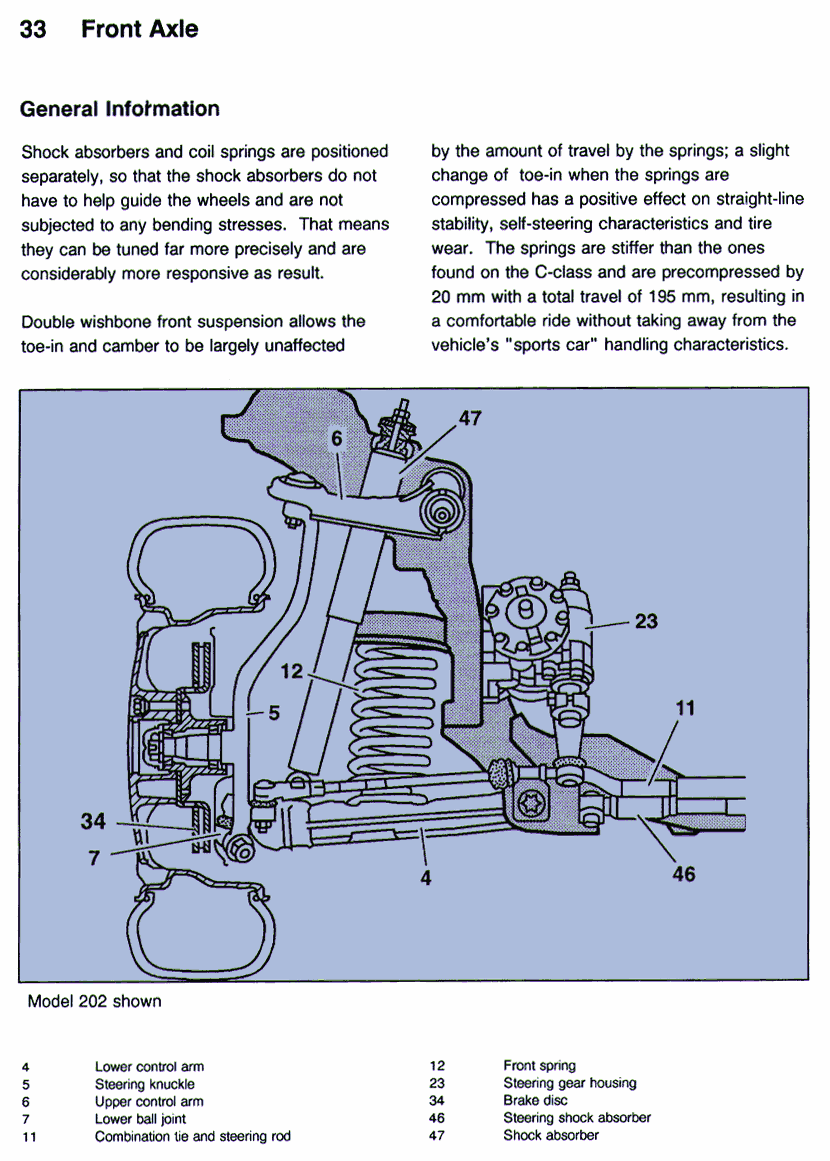 33 Front Axle
General Information
Shock absorbers and coil springs are positioned
separately, so that the shock absorbers do not
have to help guide the wheels and are not
subjected to any bending stresses. That means
they can be tuned far more precisely and are
considerably more responsive as result.
Double wishbone front suspension allows the
toe-in and camber to be largely unaffected
by the amount of travel by the springs; a slight
change of toe-in when the springs are
compressed has a positive effect on straight-line
stability, self-steering characteristics and tire
wear. The springs are stiffer than the ones
found on the C-class and are precompressed by
20 mm with a total travel of 195 mm, resulting in
a comfortable ride without taking away from the
vehicle's "sports car" handling characteristics.
47
6
23
12
11
5
34
7
4
46
Model 202 shown
4 Lower control arm
5 Steering knuckle
6 Upper control arm
7 Lower ball joint
11 Combination tie and steering rod
12 Front spring
23 Steering gear housing
34 Brake disc
46 Steering shock absorber
47 Shock absorber